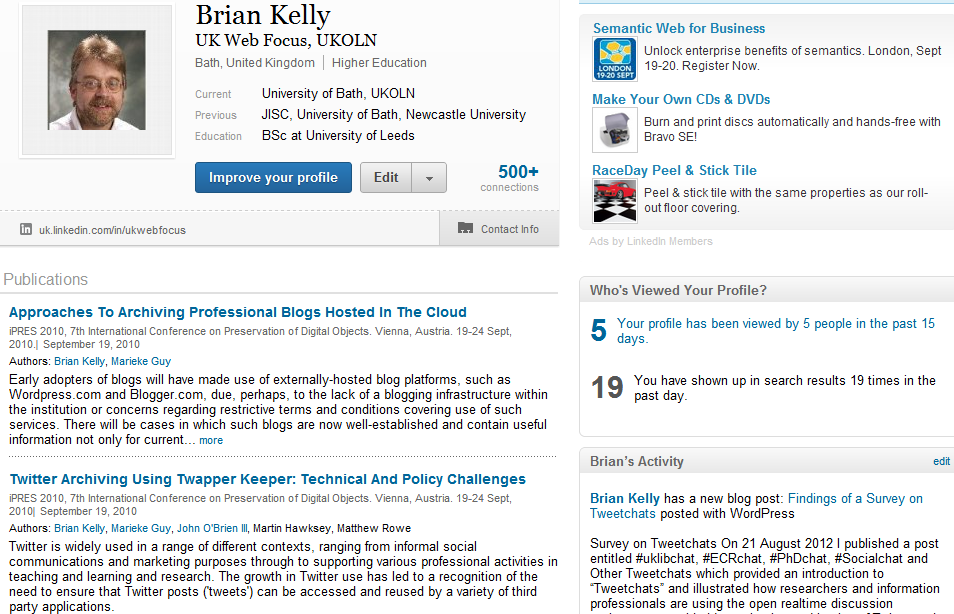 Brian Kelly
UK Web Focus, UKOLN
Bath, United Kingdom | Higher Education
Current University of Bath, UKOLN
Previous JISC, University of Bath, Newcastle University
Education BSc at University of Leeds
Improve your profile
Edit
500+
connections
uk.linkedin.com/in/ukwebfocus
Contact Info
Publications
Approaches To Archiving Professional Blogs Hosted In The Cloud
iPRES 2010, 7th International Conference on Preservation of Digital Objects. Vienna, Austria. 19-24 Sept,
2010.| September 19, 2010
Authors: Brian Kelly, Marieke Guy
Early adopters of blogs will have made use of externally-hosted blog platforms, such as
Wordpress.com and Blogger.com, due, perhaps, to the lack of a blogging infrastructure within
the institution or concerns regarding restrictive terms and conditions covering use of such
services. There will be cases in which such blogs are now well-established and contain useful
information not only for current... more
Twitter Archiving Using Twapper Keeper: Technical And Policy Challenges
iPRES 2010, 7th International Conference on Preservation of Digital Objects. Vienna, Austria. 19-24 Sept,
2010| September 19, 2010
Authors: Brian Kelly, Marieke Guy, John O'Brien III, Martin Hawksey, Matthew Rowe
Twitter is widely used in a range of different contexts, ranging from informal social
communications and marketing purposes through to supporting various professional activities in
teaching and learning and research. The growth in Twitter use has led to a recognition of the
need to ensure that Twitter posts ('tweets') can be accessed and reused by a variety of third
party applications.
Semantic Web for Business
LONDON
19-20 SEPT
Unlock enterprise benefits of semantics. London, Sept
19-20. Register Now.
Make Your Own CDs & DVDs
Burn and print discs automatically and hands-free with
Bravo SE!
RaceDay Peel & Stick Tile
Peel & stick tile with the same properties as our roll-
out floor covering.
Ads by LinkedIn Members
Who's Viewed Your Profile?
5 Your profile has been viewed by 5 people in the past 15
days.
19 You have shown up in search results 19 times in the
past day.
Brian's Activity
edit
Brian Kelly has a new blog post: Findings of a Survey on
Tweetchats posted with WordPress
Survey on Tweetchats On 21 August 2012 I published a post
entitled #uklibchat, #ECRchat, #PhDchat, #Socialchat and
Other Tweetchats which provided an introduction to
“Tweetchats” and illustrated how researchers and information
professionals are using the open realtime discussion